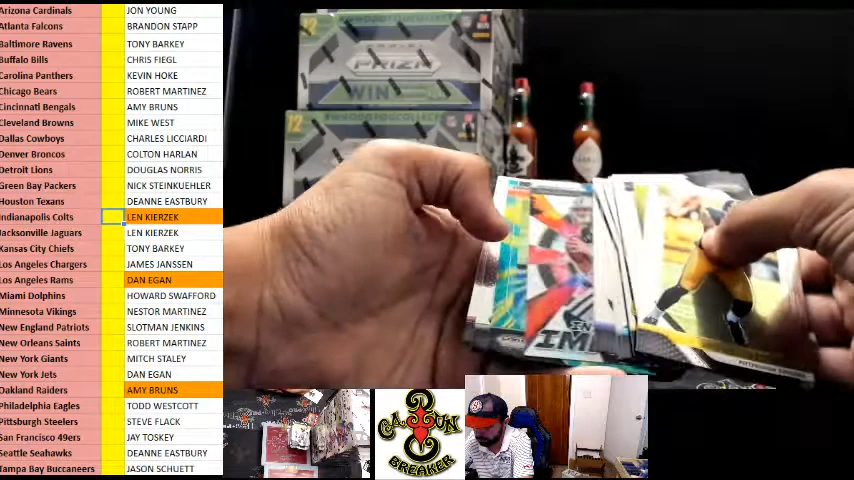 Arizona Cardinals JON YOUNG
Atlanta Falcons BRANDON STAPP
Baltimore Ravens TONY BARKEY
Buffalo Bills CHRIS FIEGL
Carolina Panthers KEVIN HOKE
Chicago Bears ROBERT MARTINEZ
Cincinnati Bengals AMY BRUNS
Cleveland Browns MIKE WEST
Dallas Cowboys CHARLES LICCIARDI
Denver Broncos COLTON HARLAN
Detroit Lions DOUGLAS NORRIS
Green Bay Packers NICK STEINKUEHLER
Houston Texans DEANNE EASTBURY
Indianapolis Colts LEN KIERZEK
Jacksonville Jaguars LEN KIERZEK
Kansas City Chiefs TONY BARKEY
Los Angeles Chargers JAMES JANSSEN
Los Angeles Rams DAN EGAN
Miami Dolphins HOWARD SWAFFORD
Minnesota Vikings NESTOR MARTINEZ
New England Patriots SLOTMAN JENKINS
New Orleans Saints ROBERT MARTINEZ
New York Giants MITCH STALEY
New York Jets DAN EGAN
Oakland Raiders AMY BRUNS
Philadelphia Eagles TODD WESTCOTT
Pittsburgh Steelers STEVE FLACK
San Francisco 49ers JAY TOSKEY
Seattle Seahawks DEANNE EASTBURY
Tampa Bay Buccaneers JASON SCHUETT
12
PRIZM
WIN
12
PRIZM
CAJUN
BREAKER